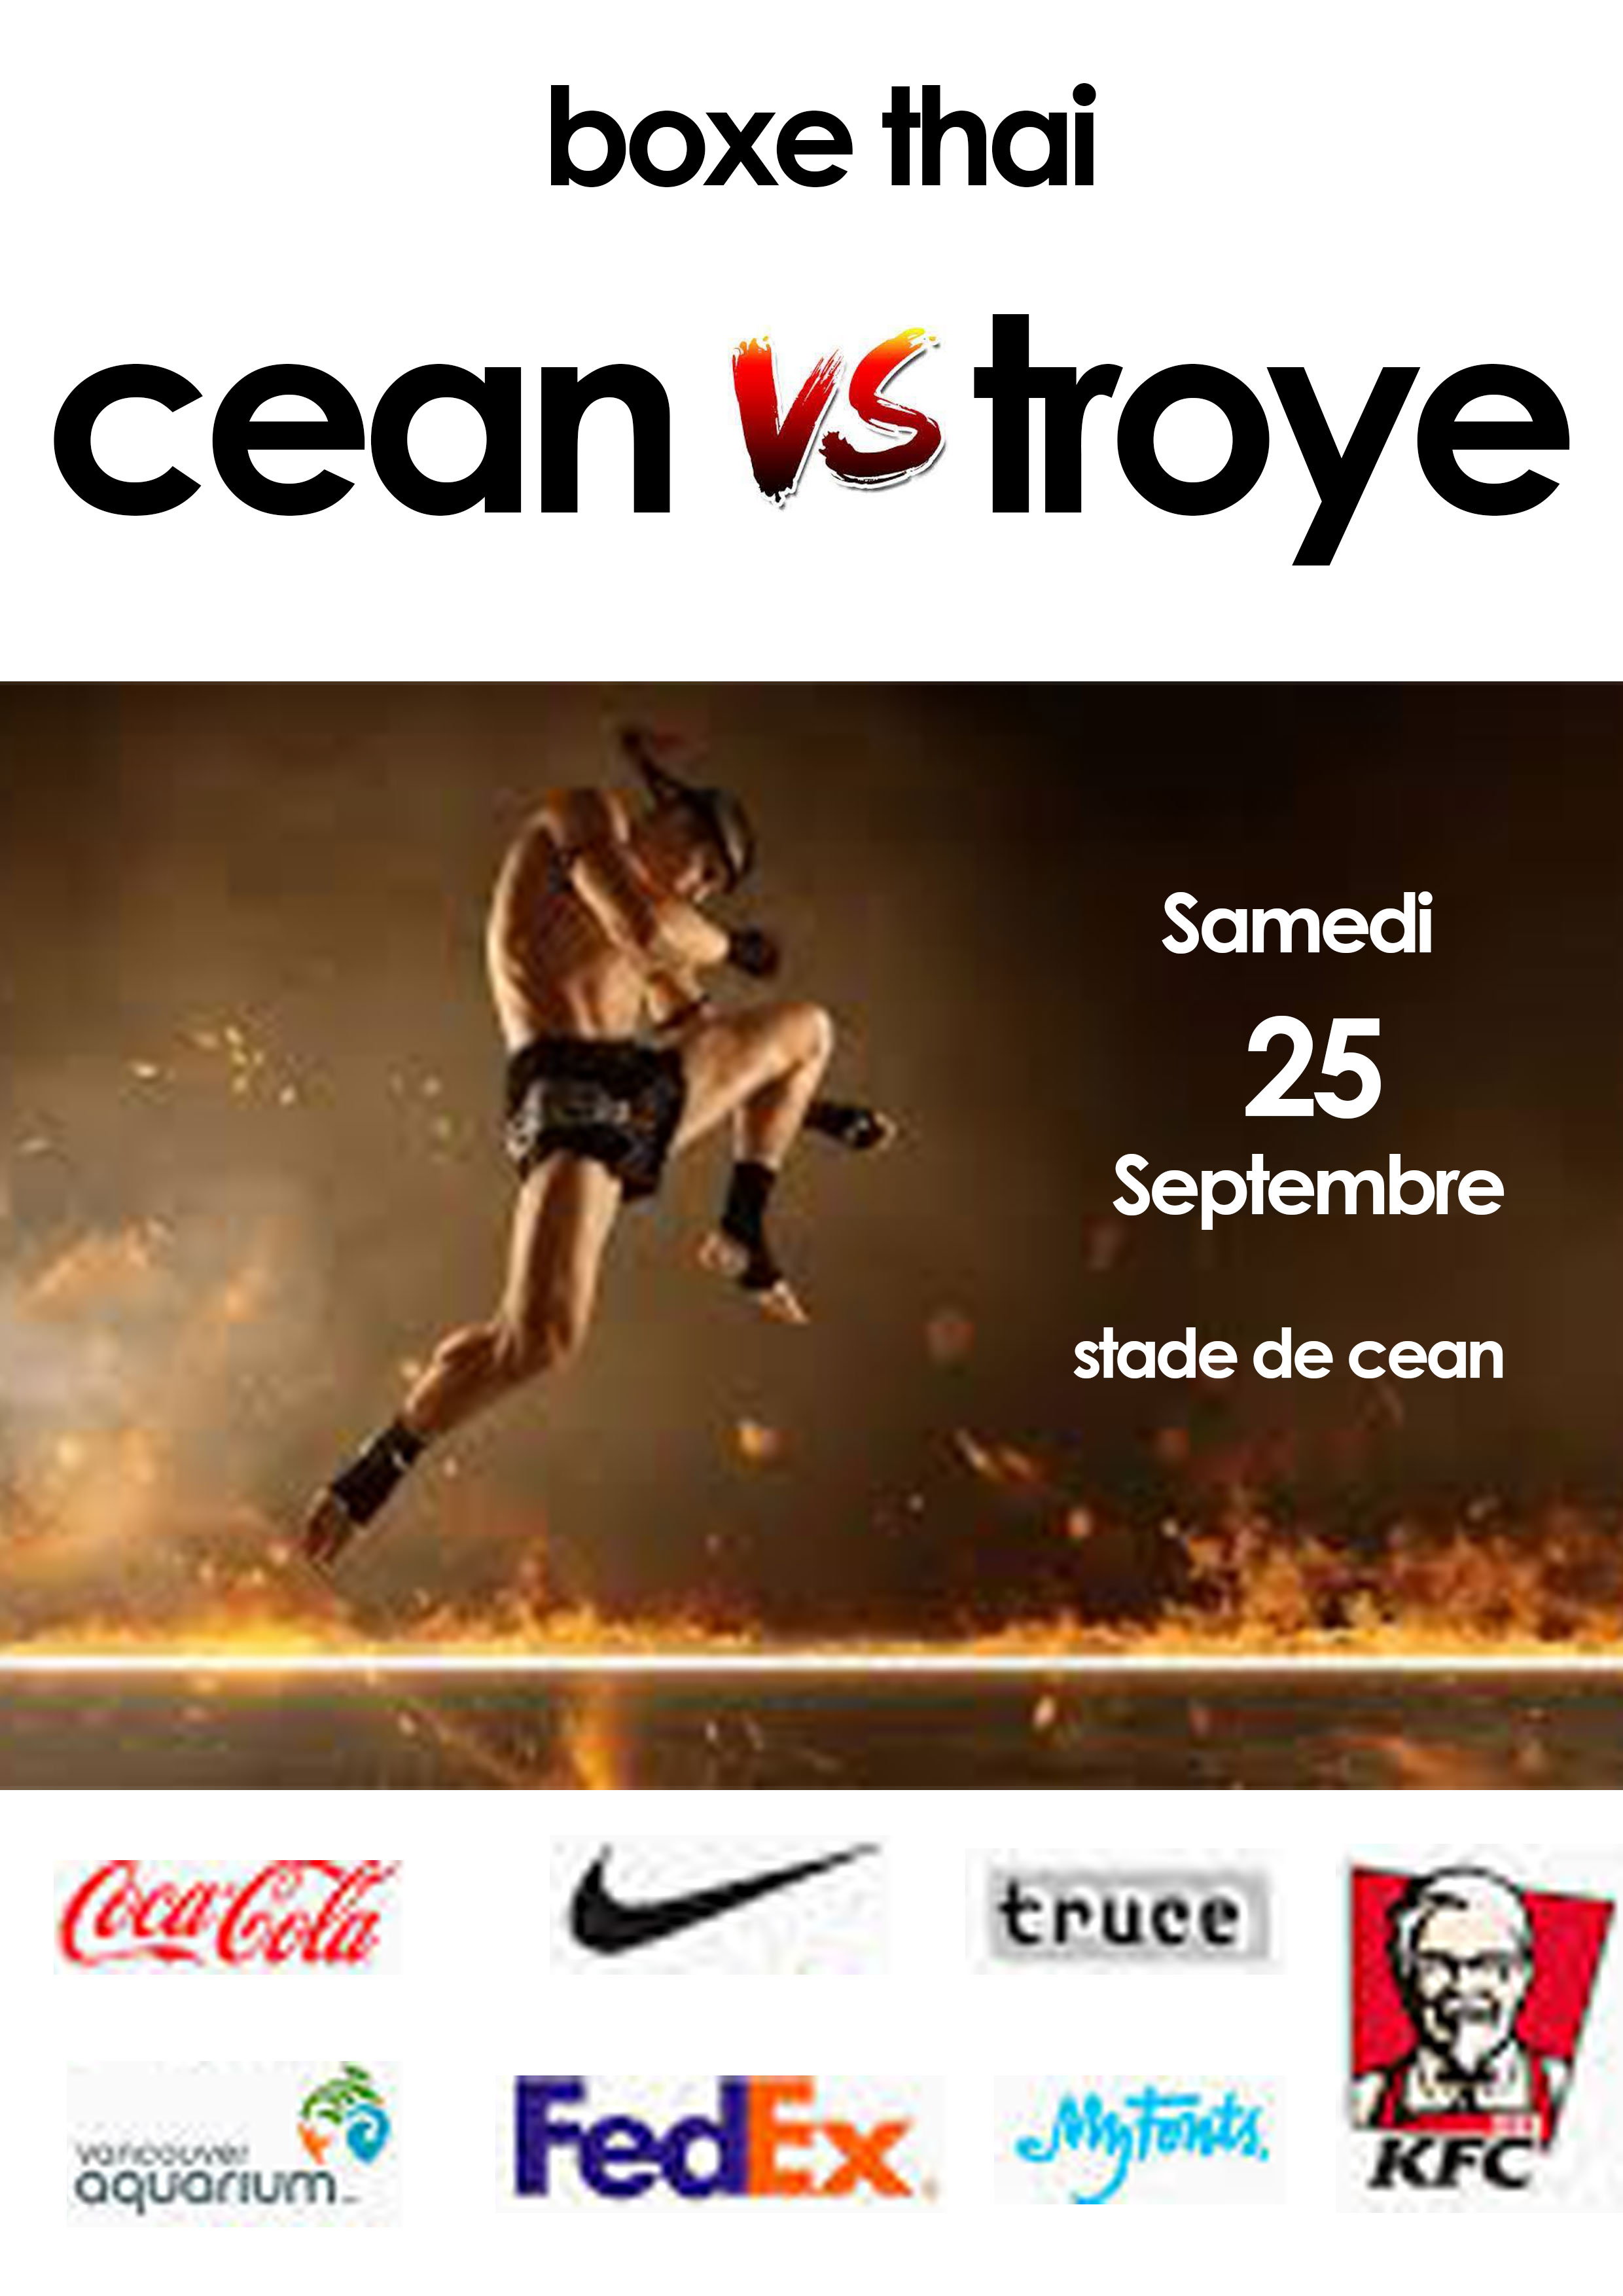 boxe thai
cean VS troye
Samedi
25
Septembre
stade de cean
Coca-Cola
truce
KFC
vancouver
aquarium
FedEx
MyFonts.